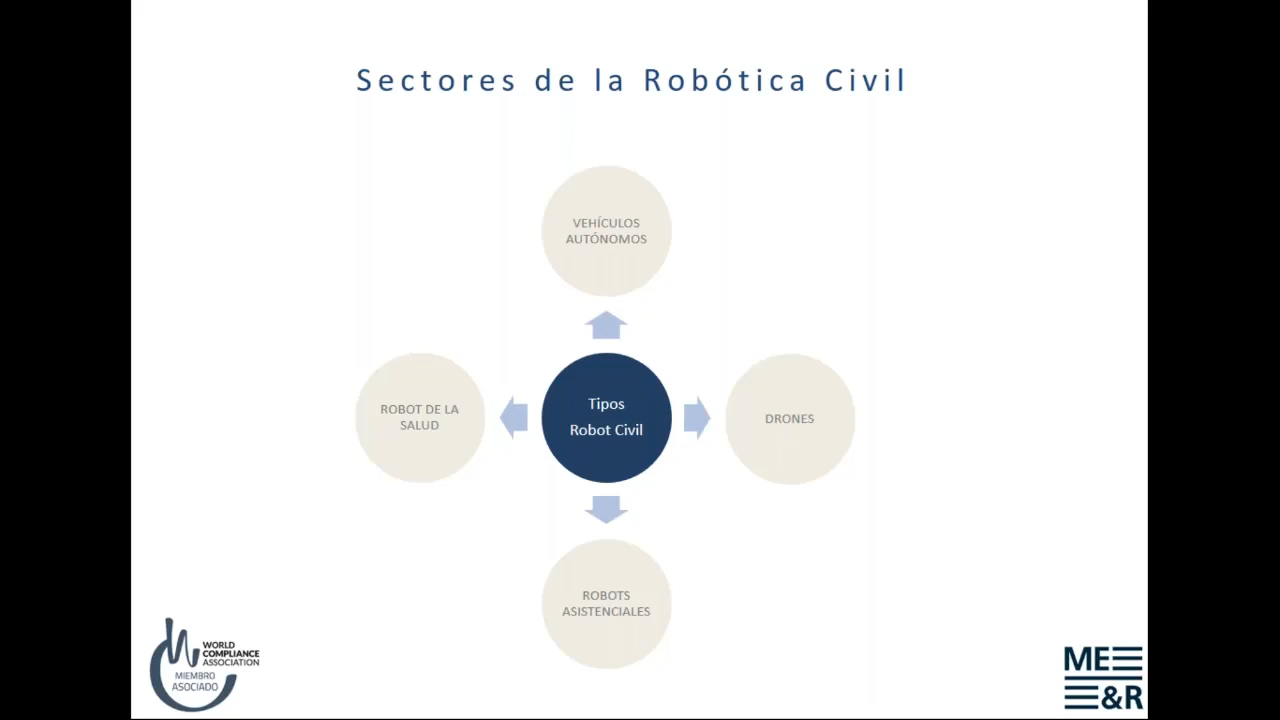 Sectores de la Robótica Civil
VEHÍCULOS
AUTÓNOMOS
ROBOT DE LA
SALUD
Tipos
Robot Civil
DRONES
ROBOTS
ASISTENCIALES
WORLD
COMPLIANCE
ASSOCIATION
MIEMBRO
ASOCIADO
ME
&R